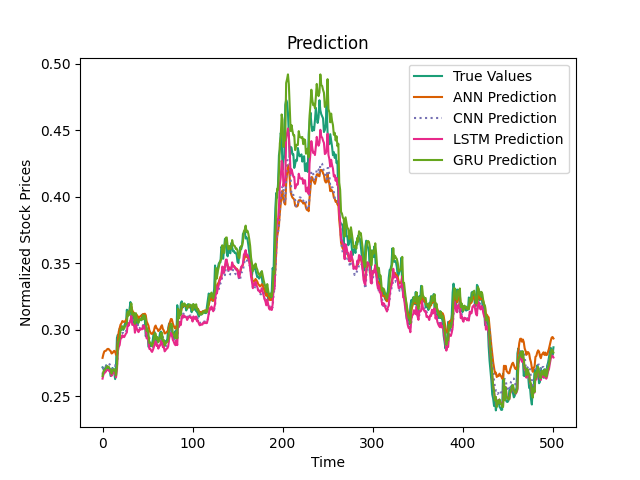 Prediction
0.50
0.45
0.40
0.35
0.30
0.25
Normalized Stock Prices
0
100
200
300
400
500
Time
True Values
ANN Prediction
CNN Prediction
LSTM Prediction
GRU Prediction